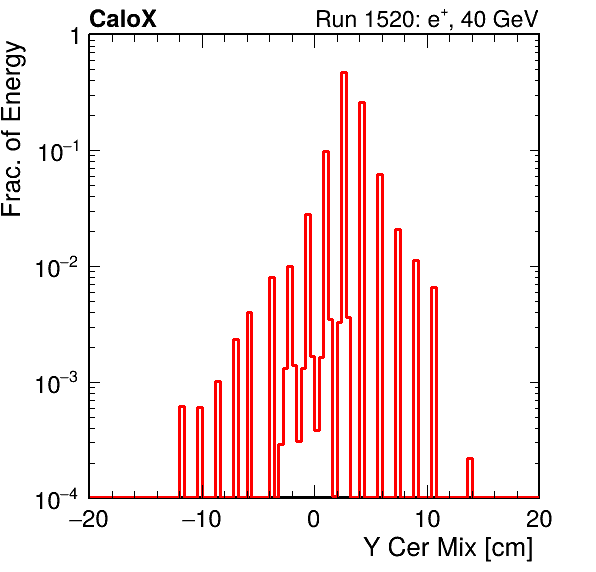 CaloX Run 1520: e⁺, 40 GeV
Frac. of Energy
1
10⁻¹
10⁻²
10⁻³
10⁻⁴
−20 −10 0 10 20
Y Cer Mix [cm]